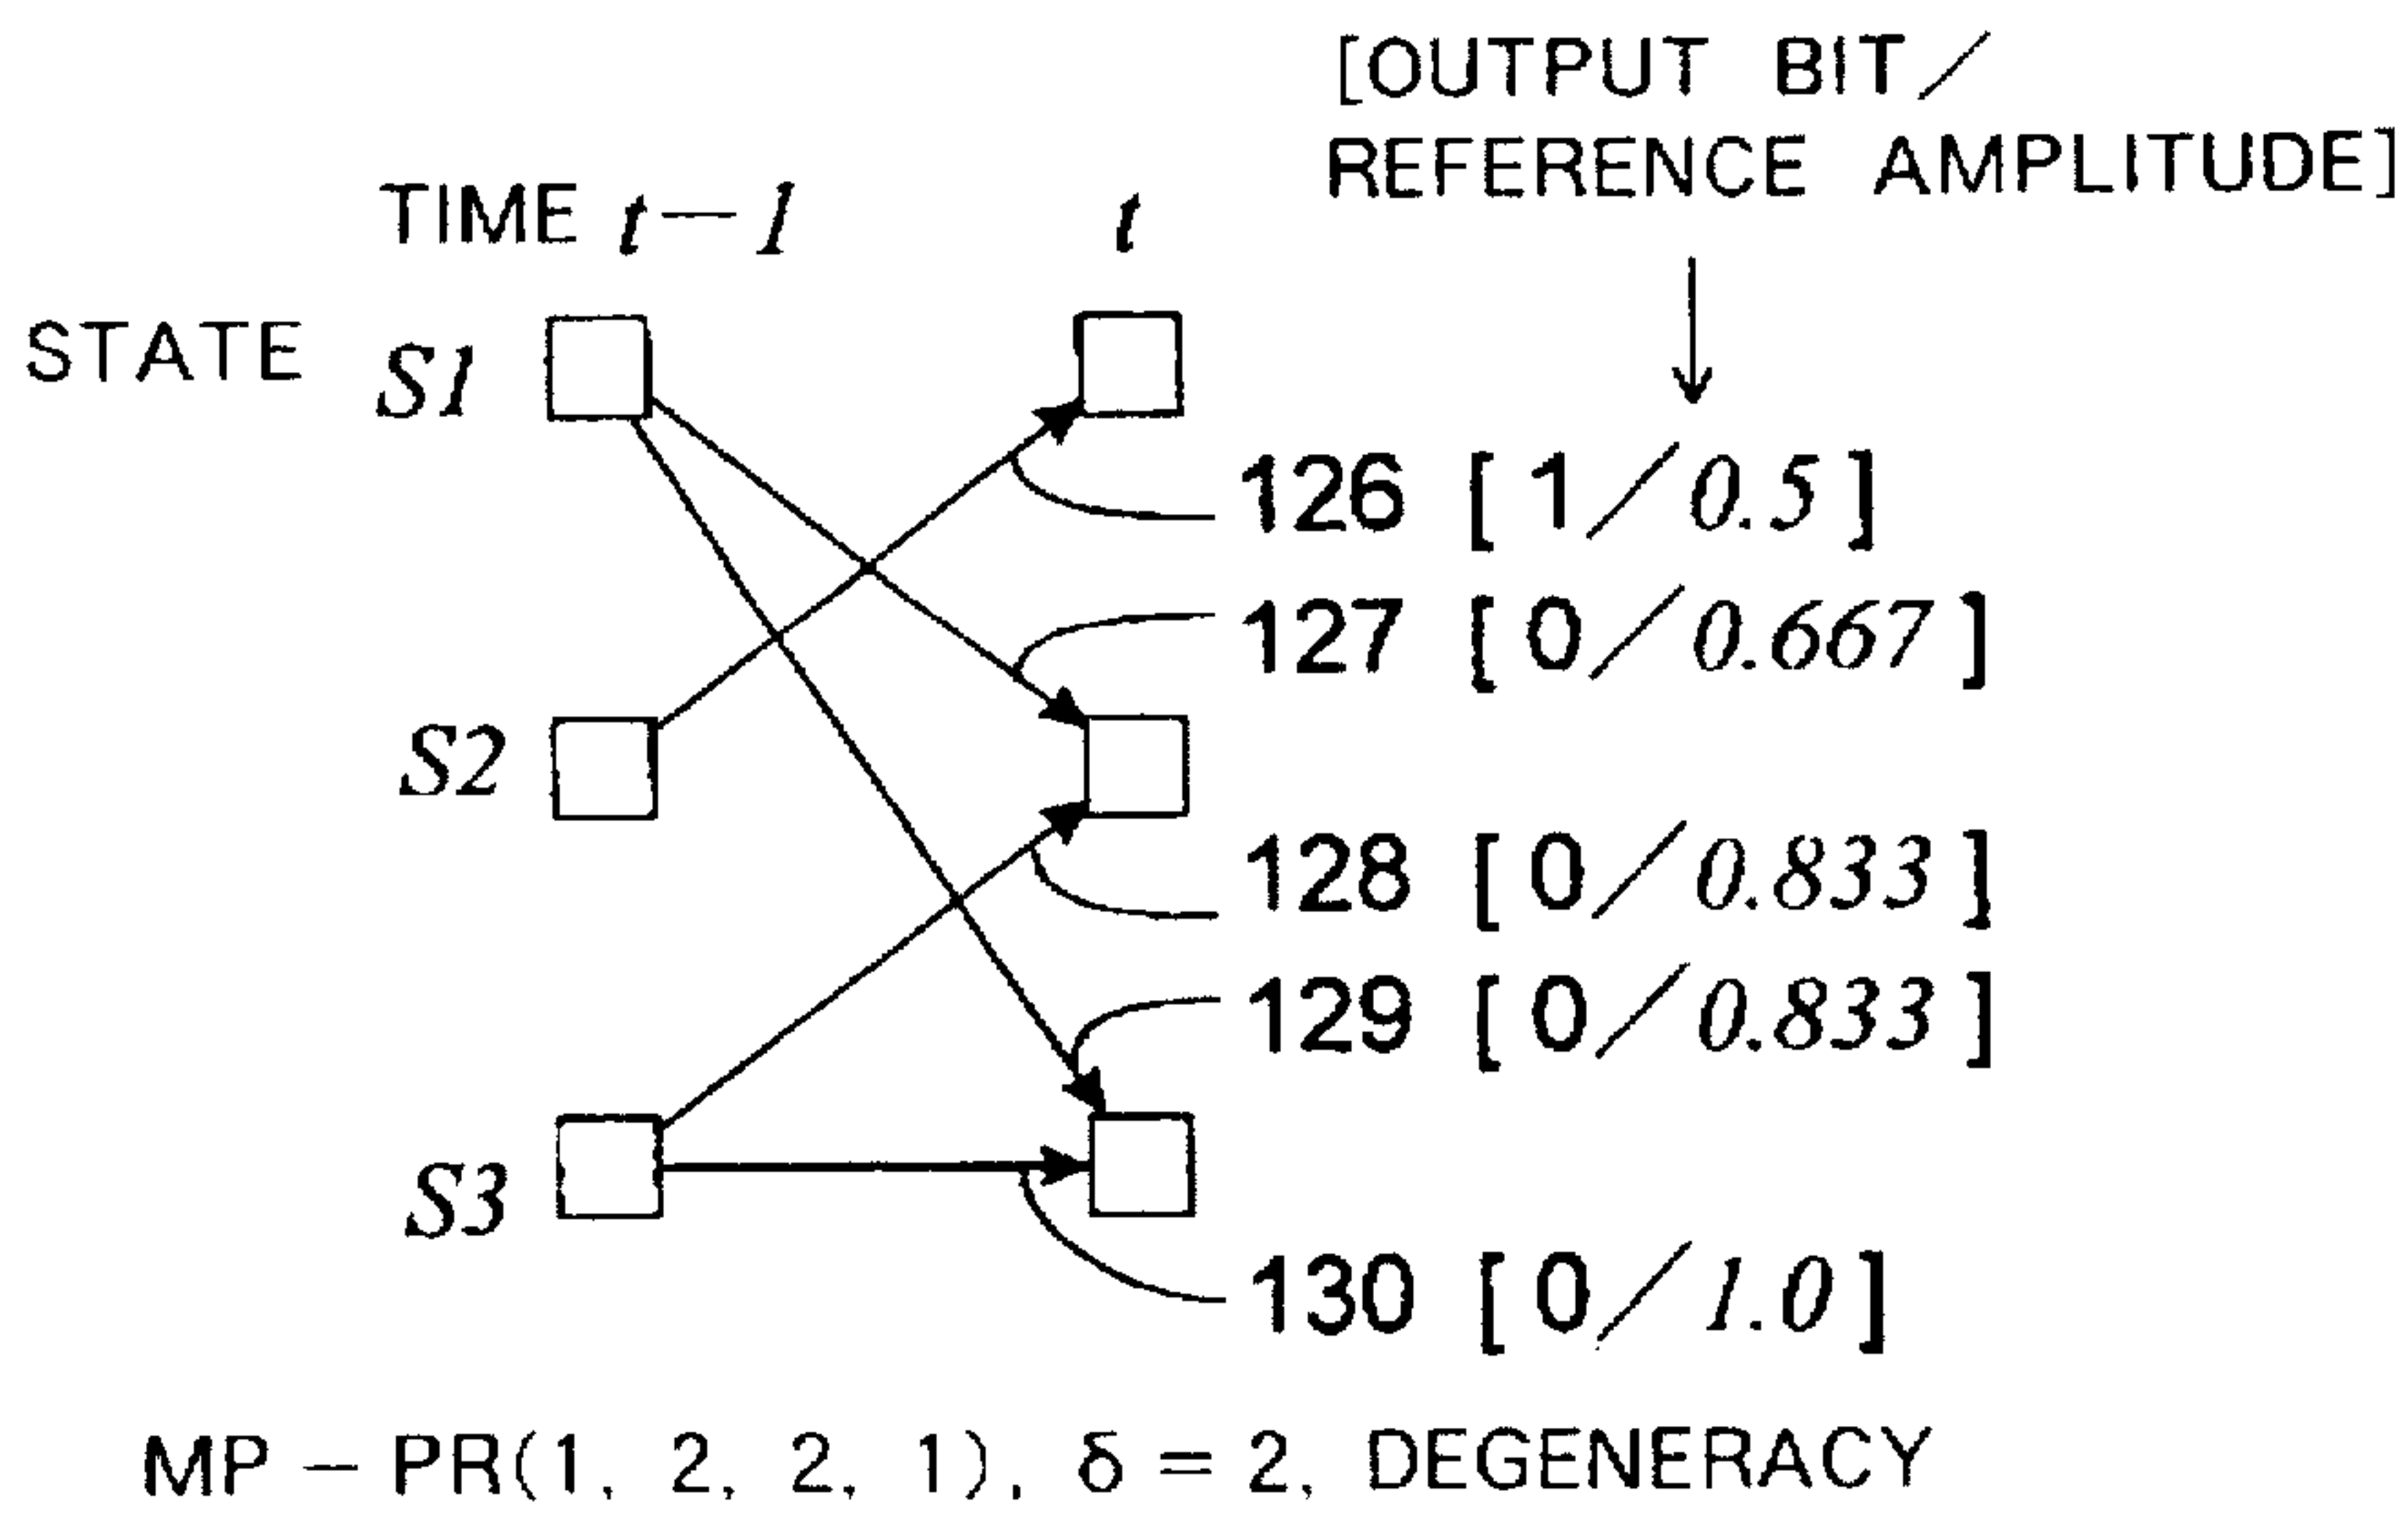 [OUTPUT BIT/
REFERENCE AMPLITUDE]
TIME t-1 t
STATE S1
126 [1/0.5]
127 [0/0.667]
S2
128 [0/0.833]
129 [0/0.833]
S3
130 [0/1.0]
MP-PR(1, 2, 2, 1), δ=2, DEGENERACY